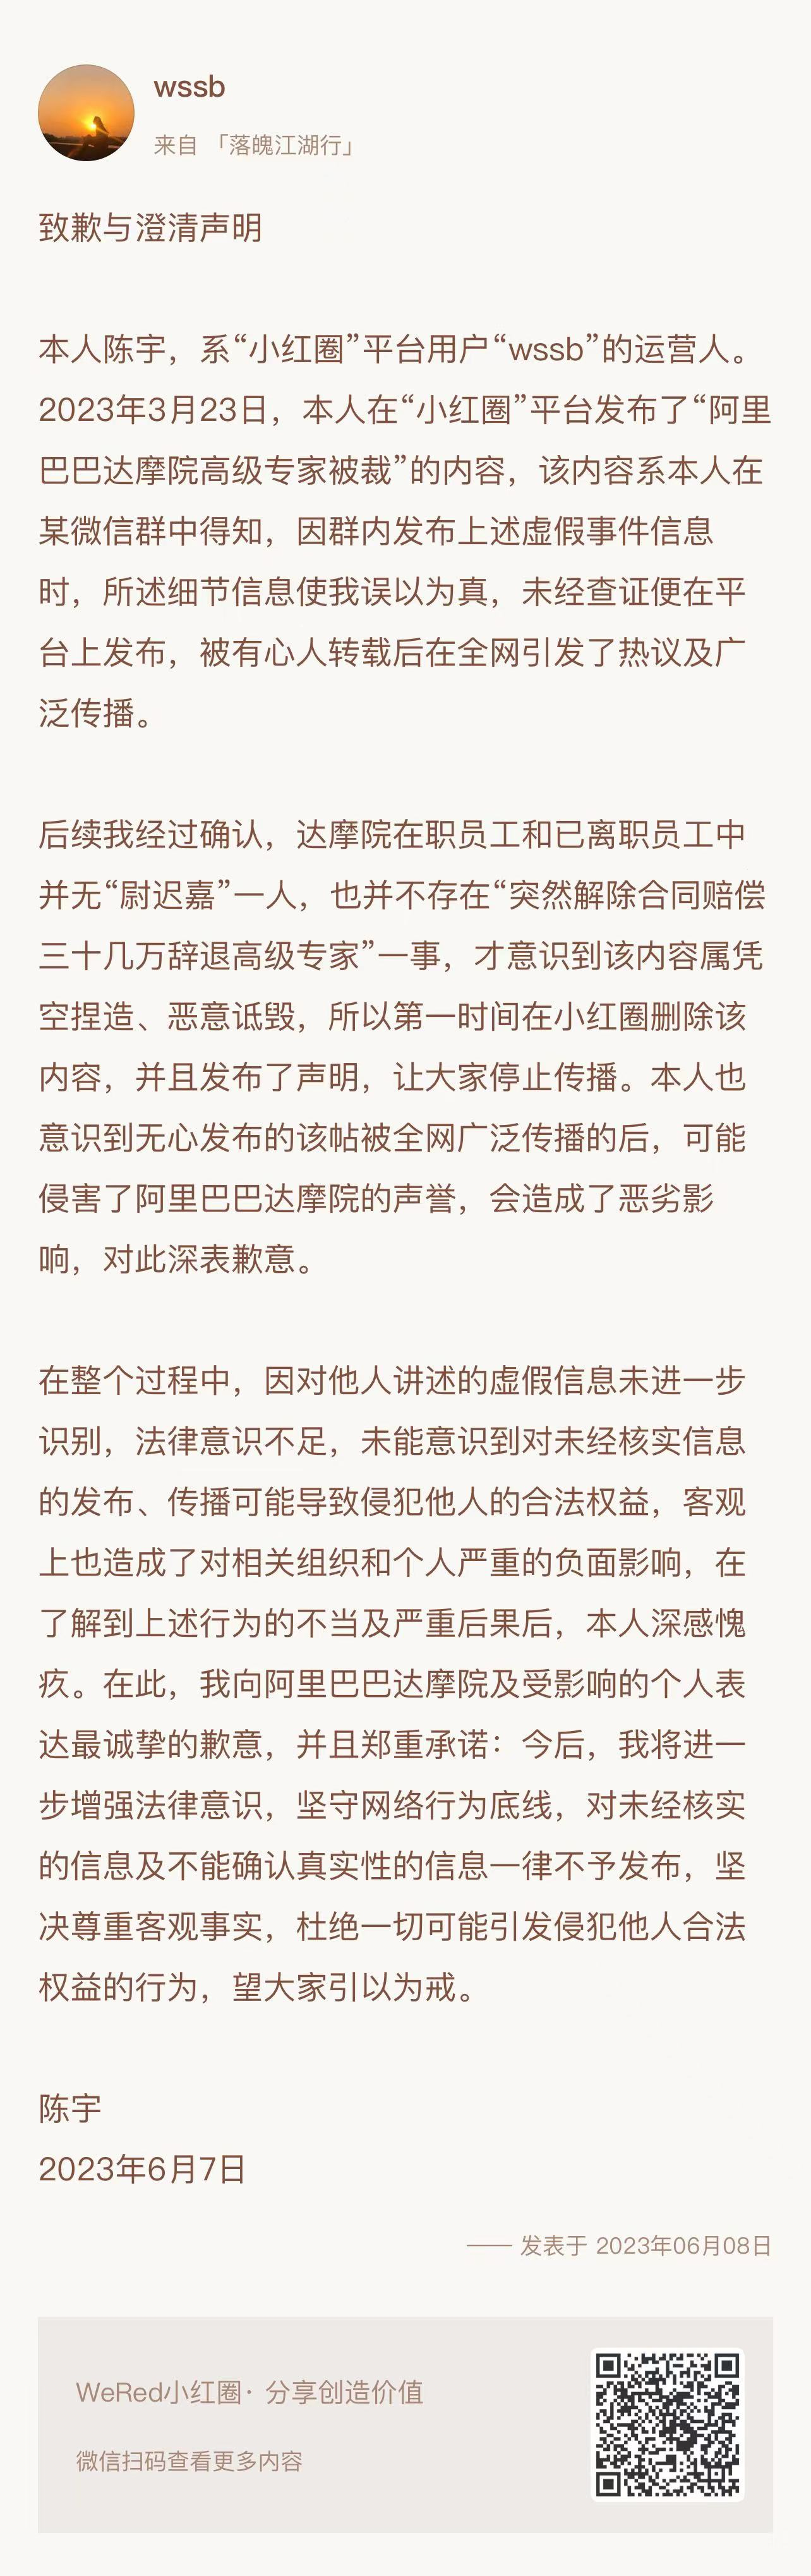 wssb
来自 「落魄江湖行」
致歉与澄清声明
本人陈宇，系“小红圈”平台用户“wssb”的运营人。
2023年3月23日，本人在“小红圈”平台发布了“阿里
巴巴达摩院高级专家被裁”的内容，该内容系本人在
某微信群中得知，因群内发布上述虚假事件信息
时，所述细节信息使我误以为真，未经查证便在平
台上发布，被有心人转载后在全网引发了热议及广
泛传播。
后续我经过确认，达摩院在职员工和已离职员工中
并无“尉迟嘉”一人，也并不存在“突然解除合同赔偿
三十几万辞退高级专家”一事，才意识到该内容属凭
空捏造、恶意诋毁，所以第一时间在小红圈删除该
内容，并且发布了声明，让大家停止传播。本人也
意识到无心发布的该帖被全网广泛传播的后，可能
侵害了阿里巴巴达摩院的声誉，会造成了恶劣影
响，对此深表歉意。
在整个过程中，因对他人讲述的虚假信息未进一步
识别，法律意识不足，未能意识到对未经核实信息
的发布、传播可能导致侵犯他人的合法权益，客观
上也造成了对相关组织和个人严重的负面影响，在
了解到上述行为的不当及严重后果后，本人深感愧
疚。在此，我向阿里巴巴达摩院及受影响的个人表
达最诚挚的歉意，并且郑重承诺：今后，我将进一
步增强法律意识，坚守网络行为底线，对未经核实
的信息及不能确认真实性的信息一律不予发布，坚
决尊重客观事实，杜绝一切可能引发侵犯他人合法
权益的行为，望大家引以为戒。
陈宇
2023年6月7日
—— 发表于 2023年06月08日
WeRed小红圈· 分享创造价值
微信扫码查看更多内容